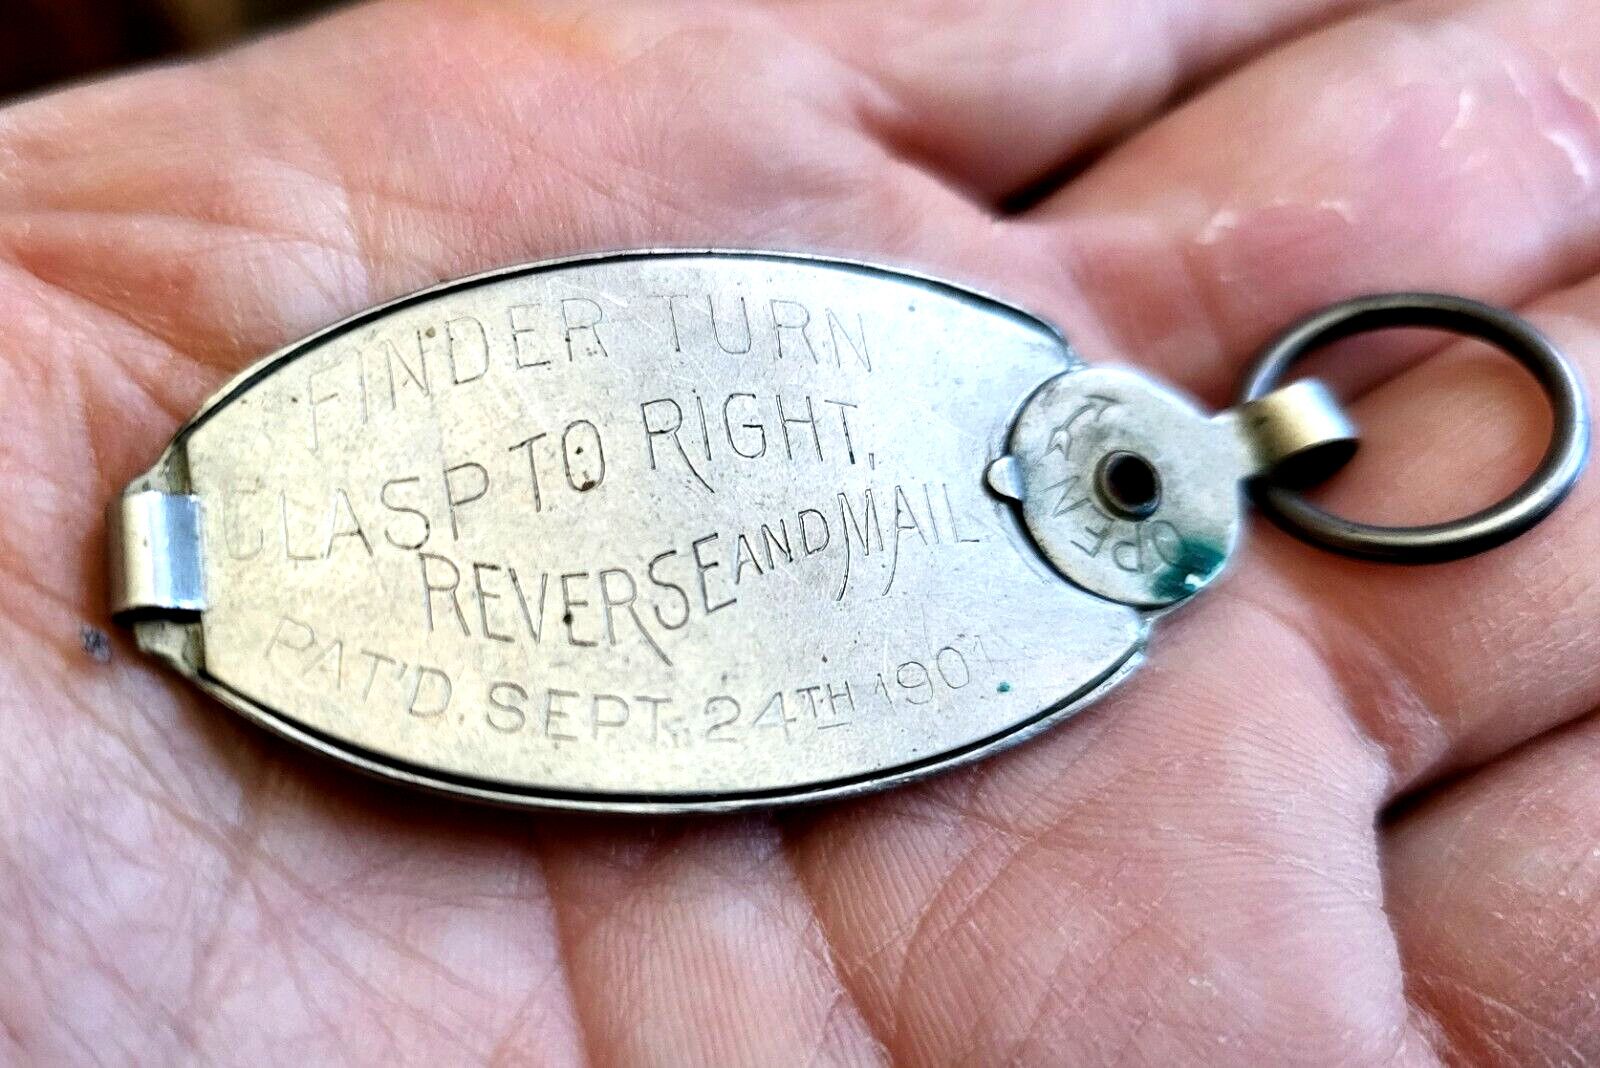 FINDER TURN
CLASP TO RIGHT,
REVERSE AND MAIL
PAT'D. SEPT. 24TH 1901
OPEN